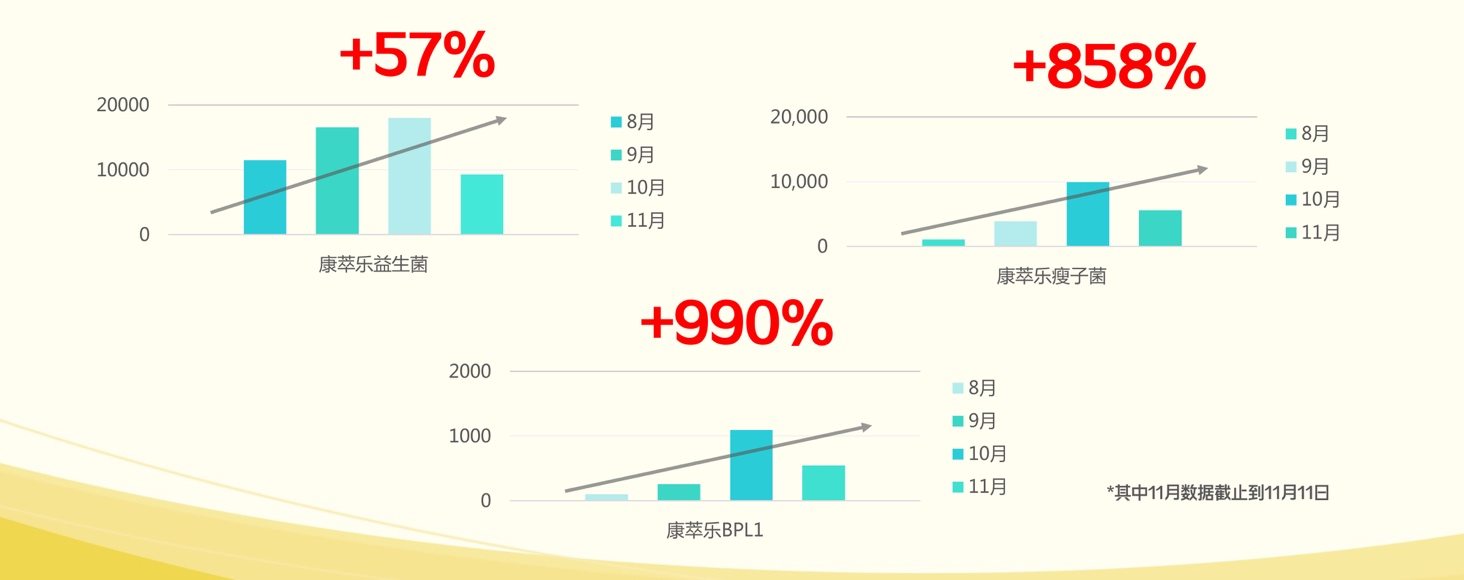 +57%
20000
10000
0
8月
9月
10月
11月
康萃乐益生菌
+858%
20,000
10,000
0
8月
9月
10月
11月
康萃乐瘦子菌
+990%
2000
1000
0
8月
9月
10月
11月
康萃乐BPL1
*其中11月数据截止到11月11日